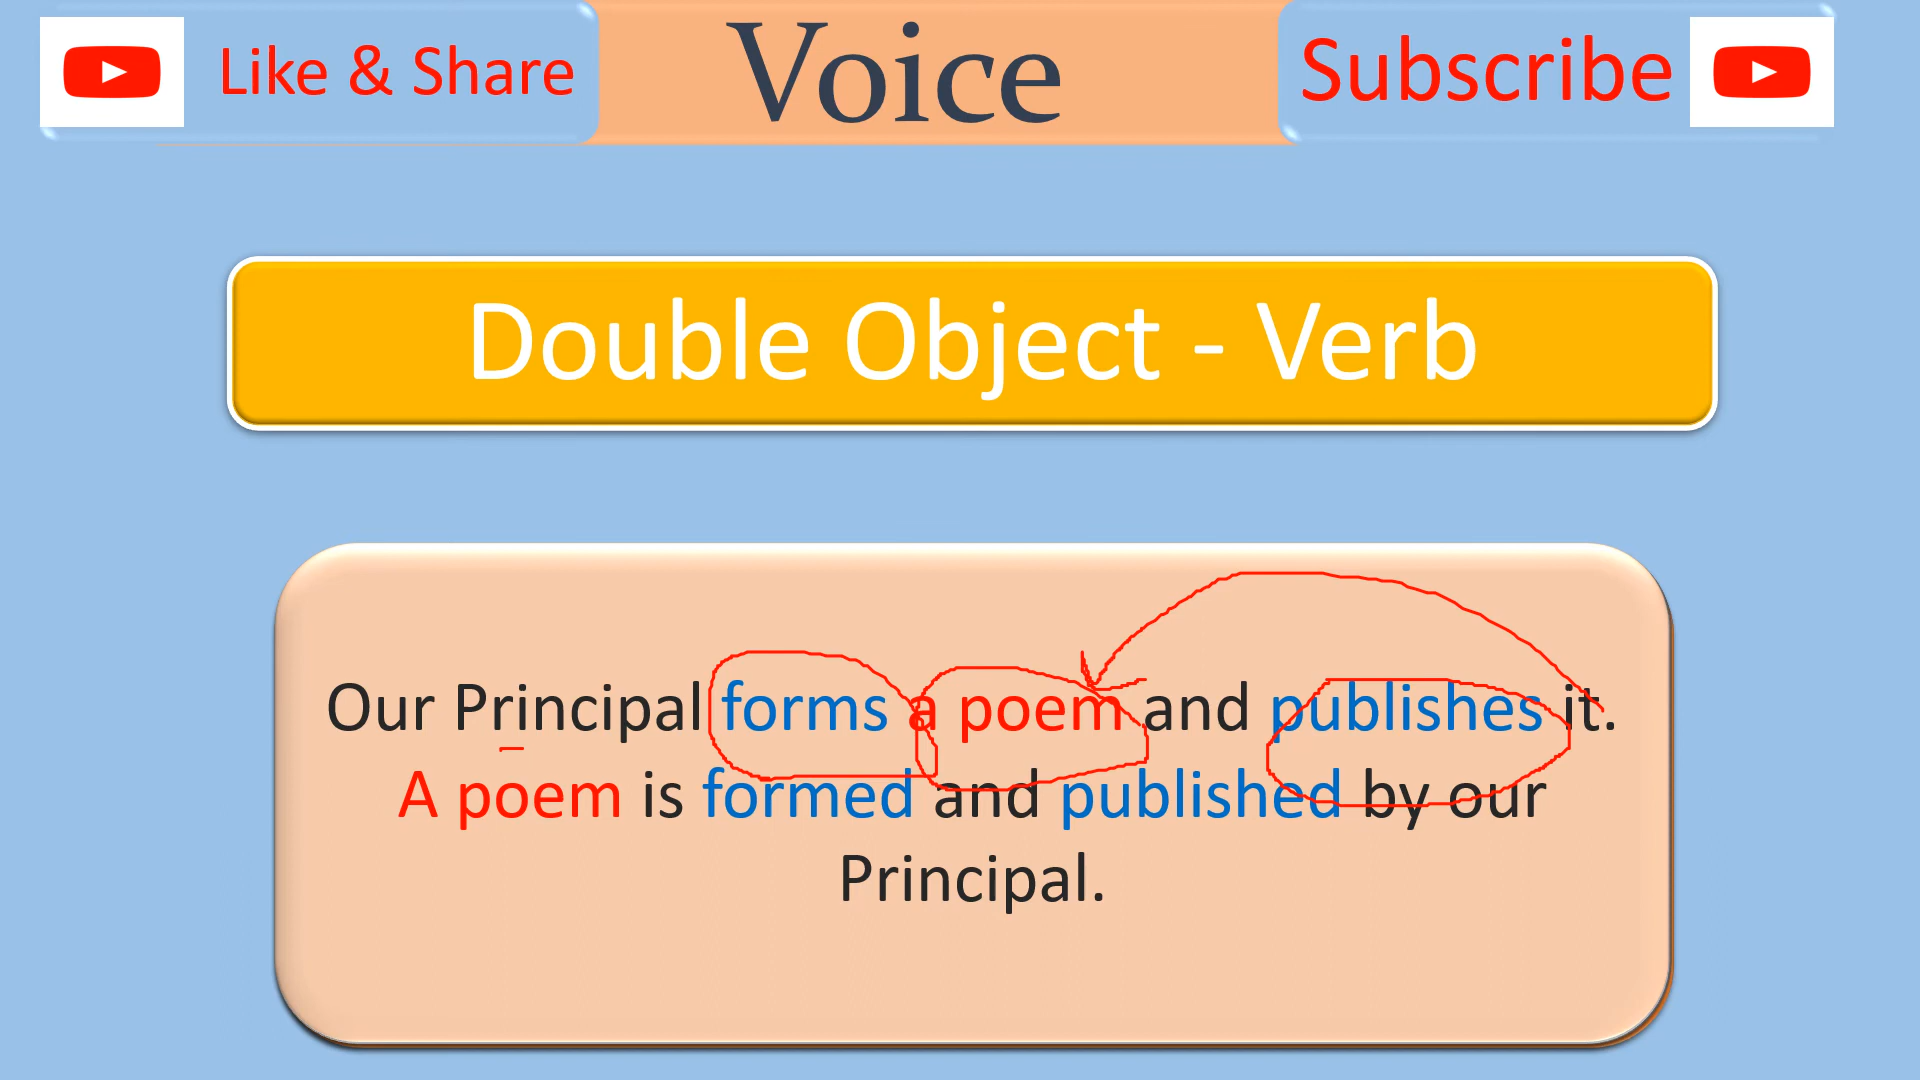 Like & Share
Voice
Subscribe
Double Object - Verb
Our Principal forms a poem and publishes it.
A poem is formed and published by our
Principal.